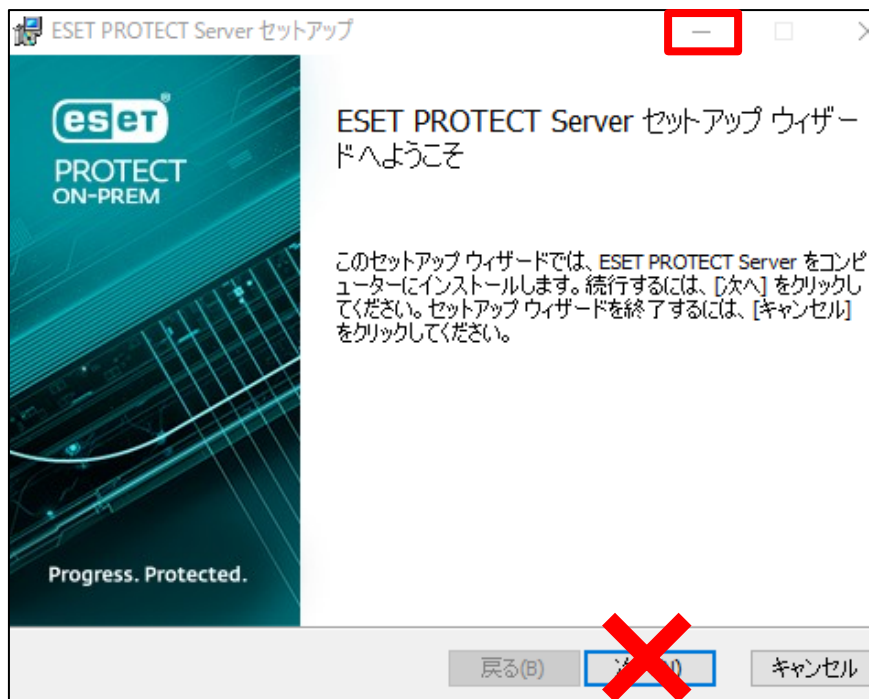 ESET PROTECT Server セットアップ
eset
PROTECT
ON-PREM
ESET PROTECT Server セットアップ ウィザー
ドへようこそ
このセットアップ ウィザードでは、ESET PROTECT Server をコンピ
ューターにインストールします。続行するには、[次へ] をクリックし
てください。セットアップ ウィザードを終了するには、[キャンセル]
をクリックしてください。
Progress. Protected.
戻る(B)
キャンセル